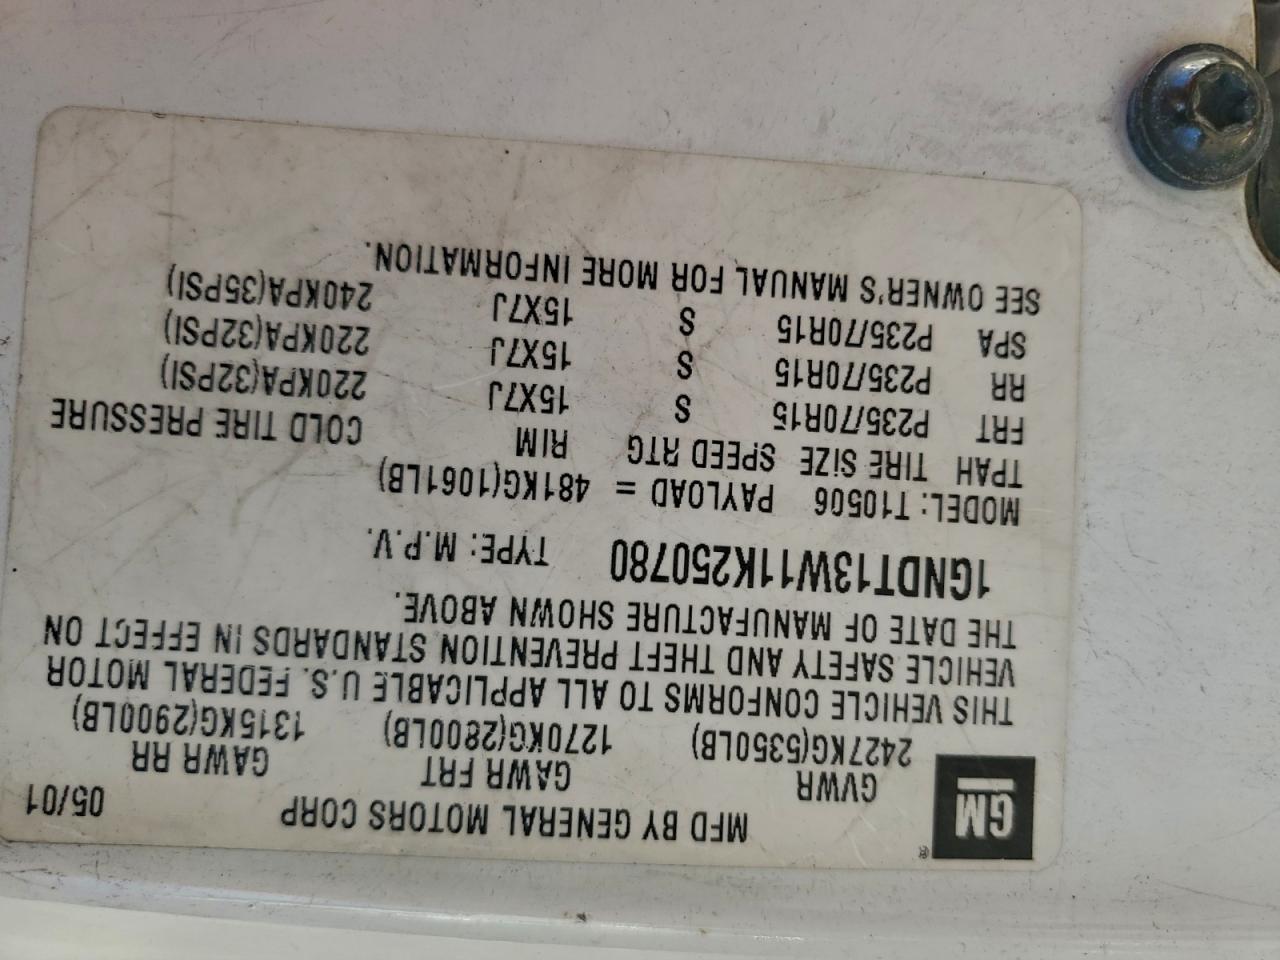 GM ®
MFD BY GENERAL MOTORS CORP 05/01
GVWR GAWR FRT GAWR RR
2427KG(5350LB) 1270KG(2800LB) 1315KG(2900LB)
THIS VEHICLE CONFORMS TO ALL APPLICABLE U.S. FEDERAL MOTOR
VEHICLE SAFETY AND THEFT PREVENTION STANDARDS IN EFFECT ON
THE DATE OF MANUFACTURE SHOWN ABOVE.
1GNDT13W11K250780 TYPE: M.P.V.
MODEL: T10506 PAYLOAD = 481KG(1061LB)
TPAH TIRE SIZE SPEED RTG RIM COLD TIRE PRESSURE
FRT P235/70R15 S 15X7J 220KPA(32PSI)
RR P235/70R15 S 15X7J 220KPA(32PSI)
SPA P235/70R15 S 15X7J 240KPA(35PSI)
SEE OWNER'S MANUAL FOR MORE INFORMATION.